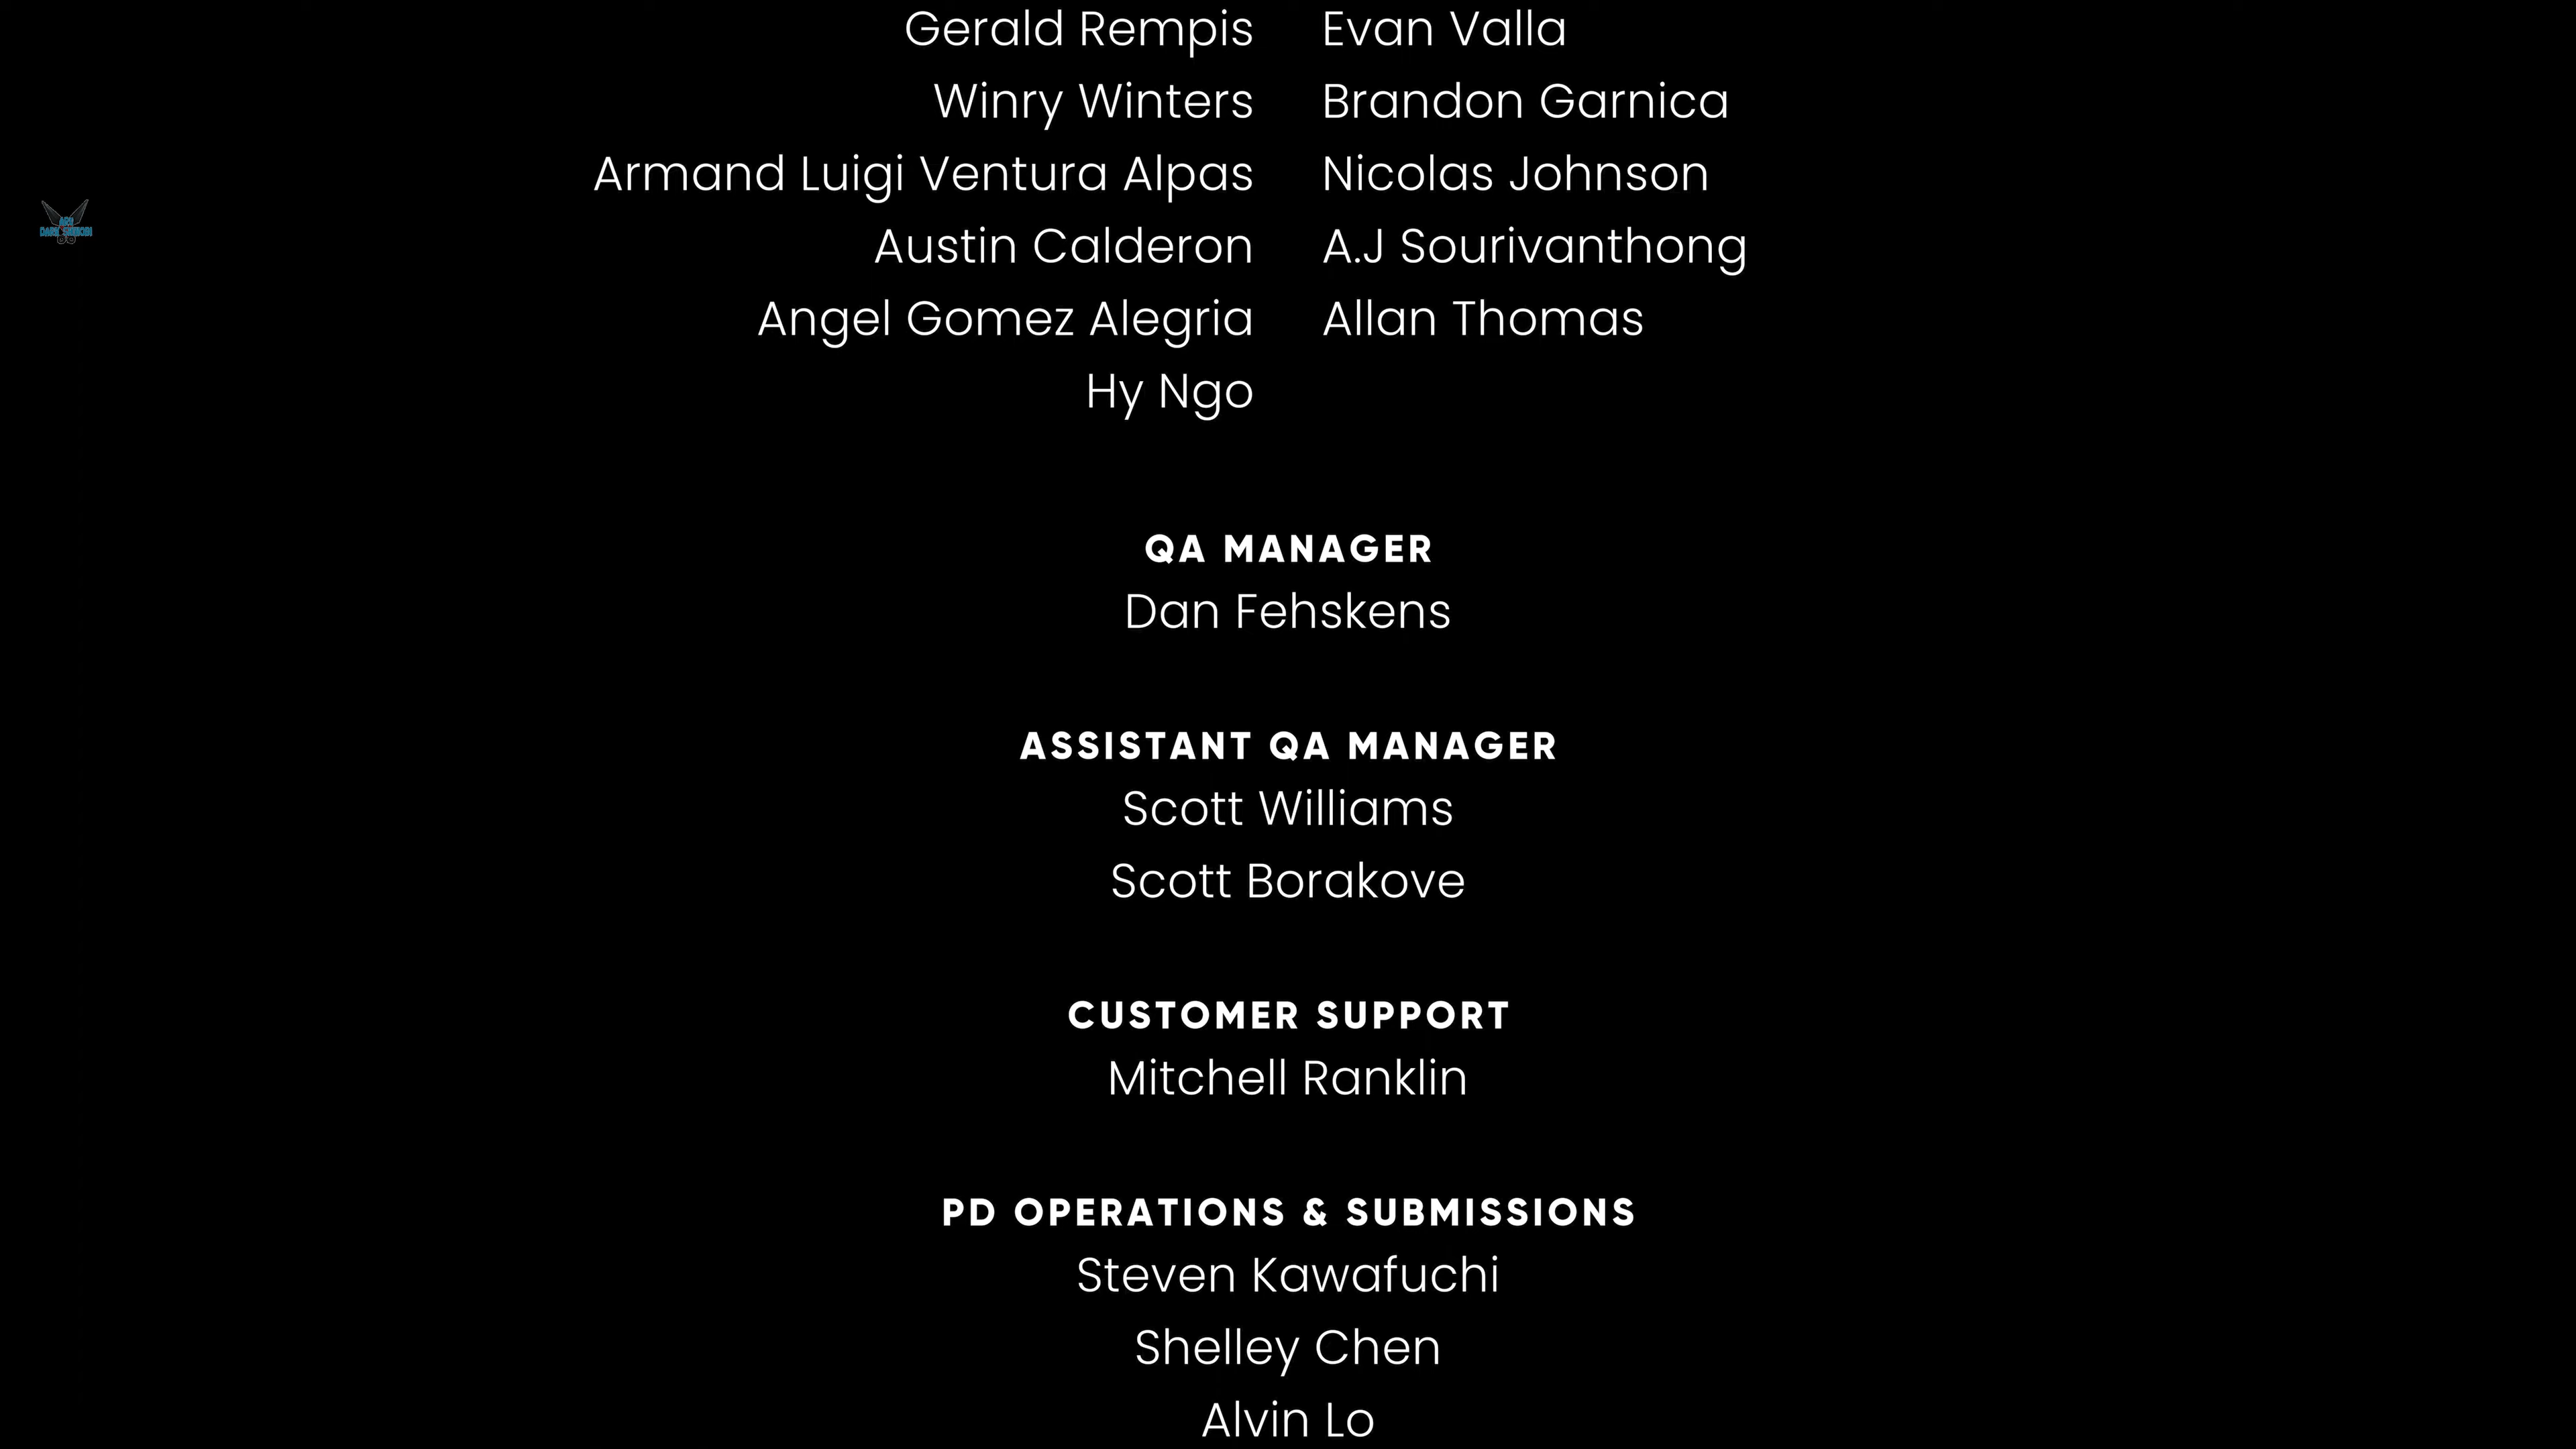 Gerald Rempis Evan Valla
Winry Winters Brandon Garnica
Armand Luigi Ventura Alpas Nicolas Johnson
Austin Calderon A.J Sourivanthong
Angel Gomez Alegria Allan Thomas
Hy Ngo
QA MANAGER
Dan Fehskens
ASSISTANT QA MANAGER
Scott Williams
Scott Borakove
CUSTOMER SUPPORT
Mitchell Ranklin
PD OPERATIONS & SUBMISSIONS
Steven Kawafuchi
Shelley Chen
Alvin Lo